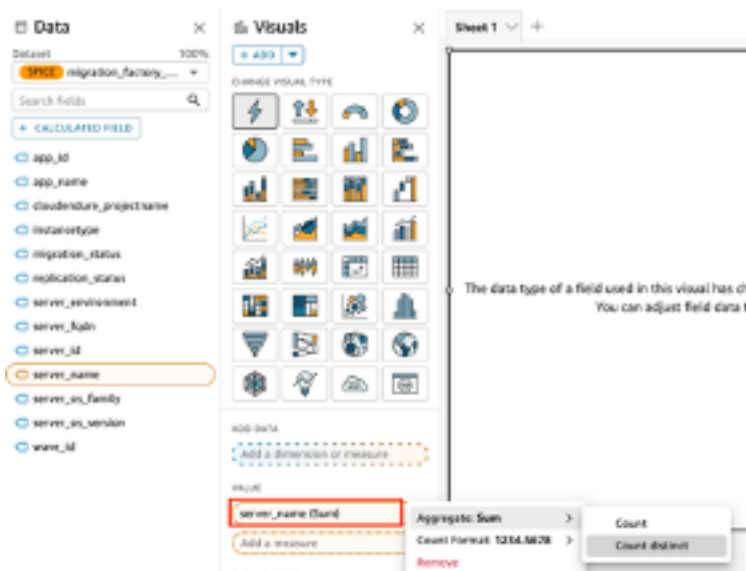 Data
Dataset 100%
SPICE migration_factory_...
Search fields
+ CALCULATED FIELD
app_id
app_name
cloudendure_projectname
instancetype
migration_status
replication_status
server_environment
server_fqdn
server_id
server_name
server_os_family
server_os_version
wave_id
Visuals
+ ADD
CHANGE VISUAL TYPE
ADD DATA
Add a dimension or measure
VALUE
server_name (Sum)
Add a measure
Sheet 1
The data type of a field used in this visual has ch
You can adjust field data t
Aggregate: Sum
Count Format: 1234.5678
Remove
Count
Count distinct